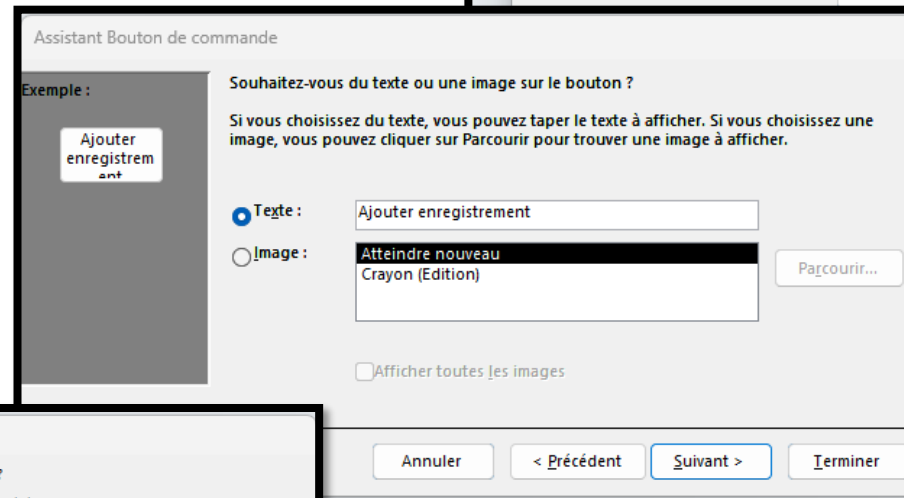 Assistant Bouton de commande
Exemple :
Ajouter
enregistrem
ent
Souhaitez-vous du texte ou une image sur le bouton ?
Si vous choisissez du texte, vous pouvez taper le texte à afficher. Si vous choisissez une
image, vous pouvez cliquer sur Parcourir pour trouver une image à afficher.
Texte : Ajouter enregistrement
Image : Atteindre nouveau
Crayon (Edition)
Parcourir...
Afficher toutes les images
Annuler < Précédent Suivant > Terminer
?